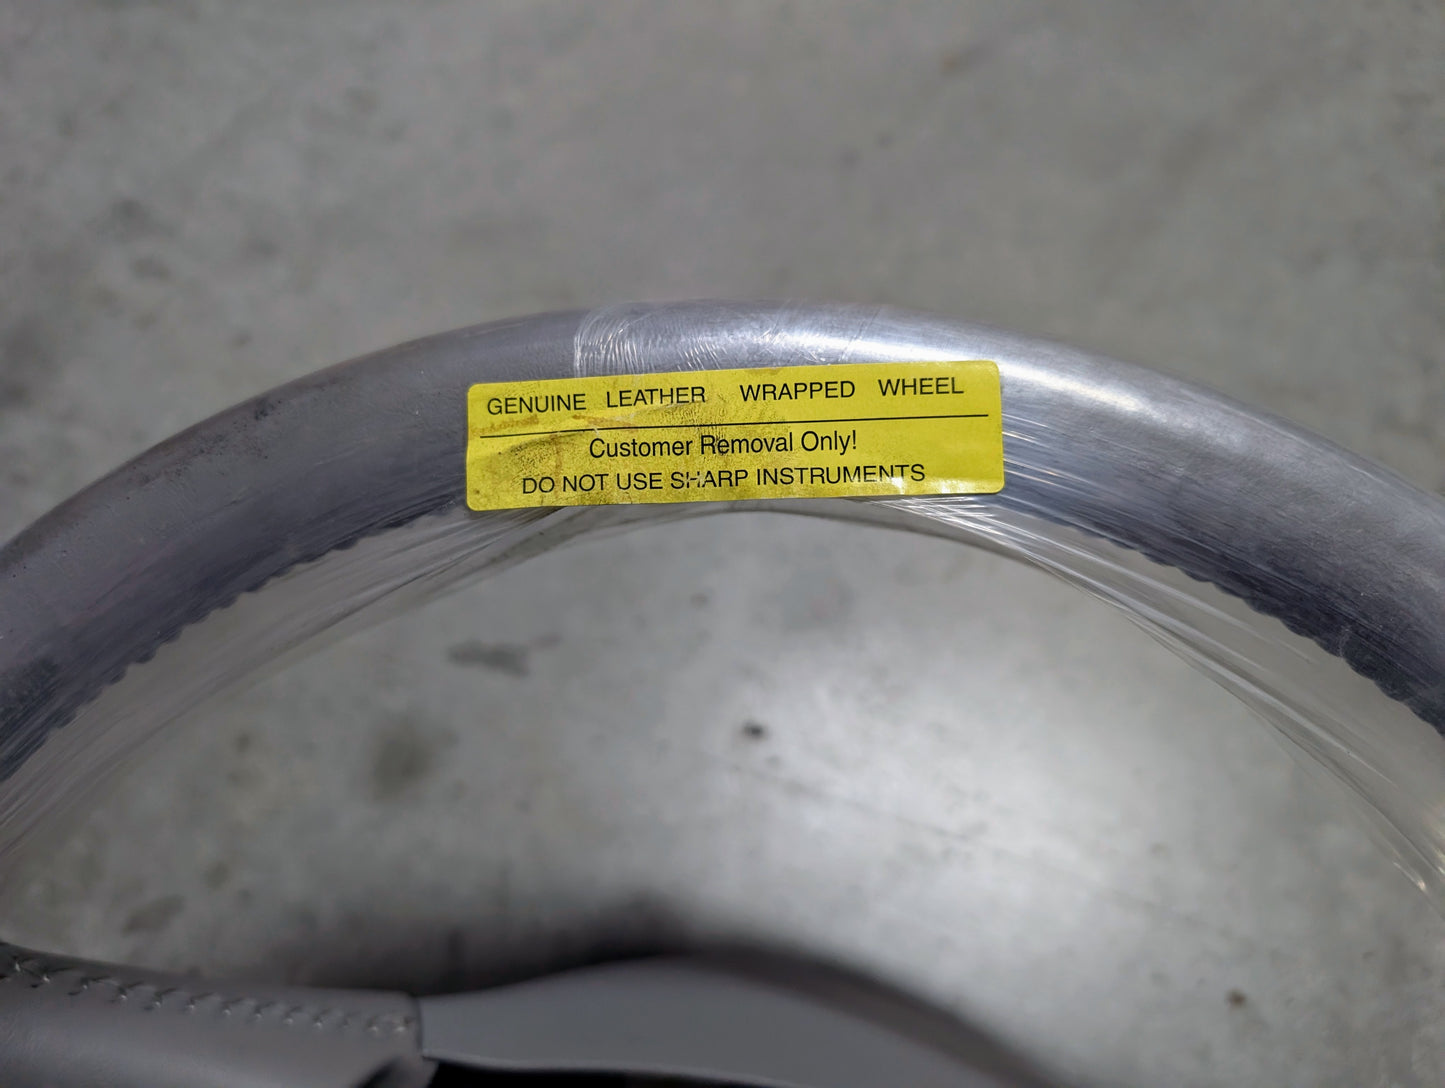 GENUINE LEATHER WRAPPED WHEEL
Customer Removal Only!
DO NOT USE SHARP INSTRUMENTS